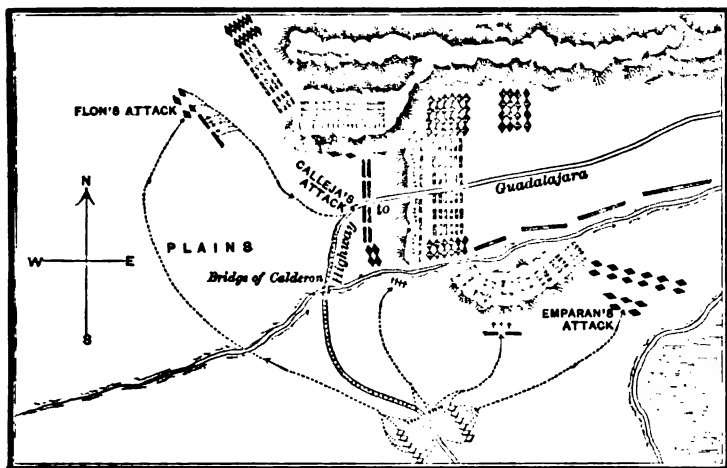 FLON'S ATTACK
CALLEJA'S
ATTACK
to
Guadalajara
Highway
N
W
E
S
PLAINS
Bridge of Calderon
EMPARAN'S
ATTACK